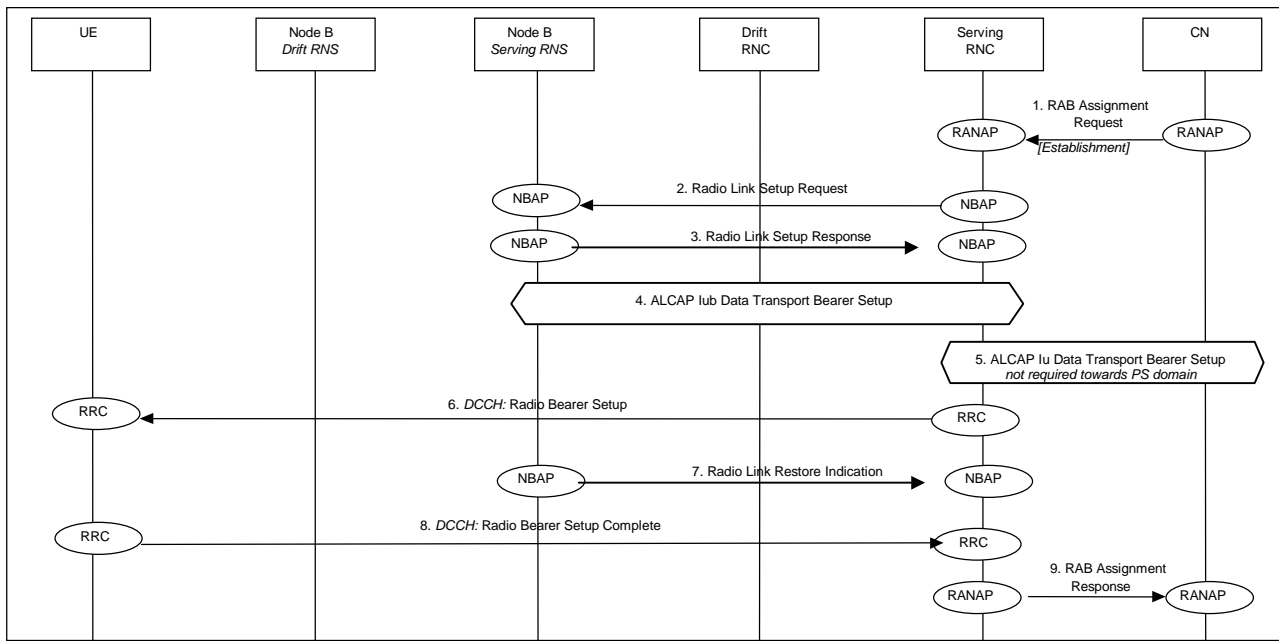 UE
Node B
Drift RNS
Node B
Serving RNS
Drift
RNC
Serving
RNC
CN
1. RAB Assignment
Request
RANAP
RANAP
[Establishment]
2. Radio Link Setup Request
NBAP
NBAP
3. Radio Link Setup Response
NBAP
NBAP
4. ALCAP Iub Data Transport Bearer Setup
5. ALCAP Iu Data Transport Bearer Setup
not required towards PS domain
6. DCCH: Radio Bearer Setup
RRC
RRC
7. Radio Link Restore Indication
NBAP
NBAP
8. DCCH: Radio Bearer Setup Complete
RRC
RRC
9. RAB Assignment
Response
RANAP
RANAP